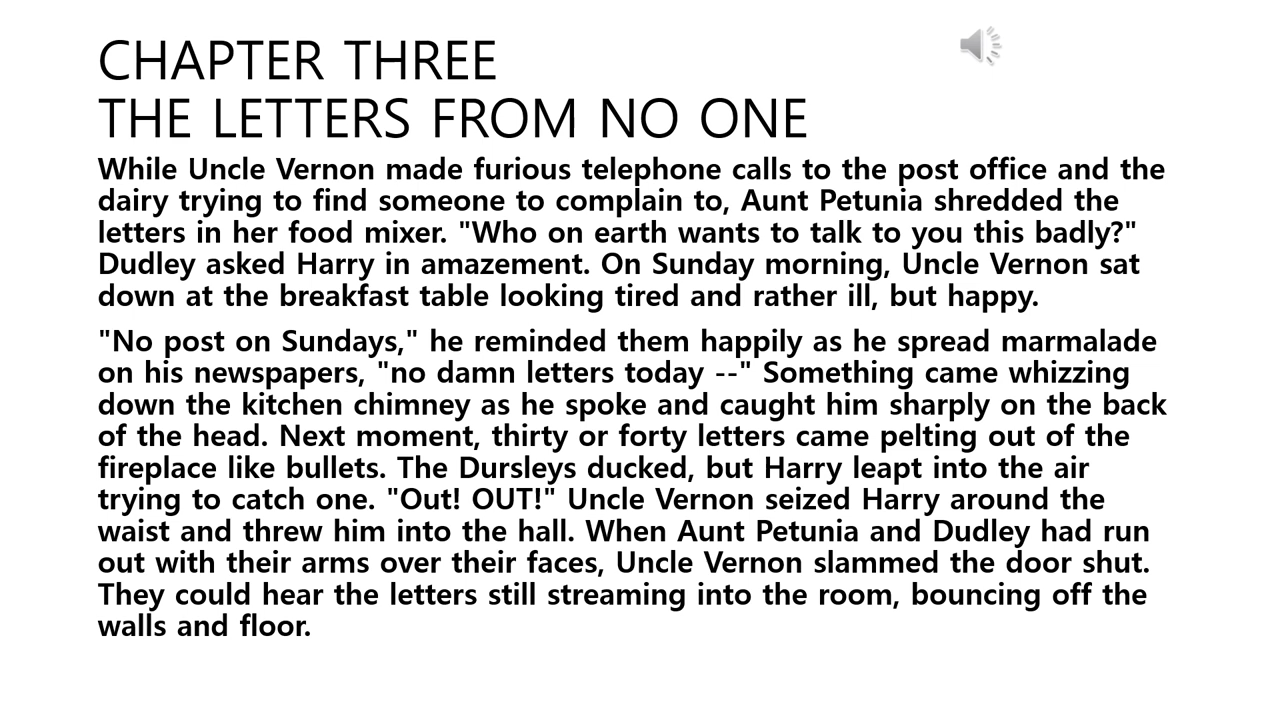 CHAPTER THREE
THE LETTERS FROM NO ONE
While Uncle Vernon made furious telephone calls to the post office and the
dairy trying to find someone to complain to, Aunt Petunia shredded the
letters in her food mixer. "Who on earth wants to talk to you this badly?"
Dudley asked Harry in amazement. On Sunday morning, Uncle Vernon sat
down at the breakfast table looking tired and rather ill, but happy.
"No post on Sundays," he reminded them happily as he spread marmalade
on his newspapers, "no damn letters today --" Something came whizzing
down the kitchen chimney as he spoke and caught him sharply on the back
of the head. Next moment, thirty or forty letters came pelting out of the
fireplace like bullets. The Dursleys ducked, but Harry leapt into the air
trying to catch one. "Out! OUT!" Uncle Vernon seized Harry around the
waist and threw him into the hall. When Aunt Petunia and Dudley had run
out with their arms over their faces, Uncle Vernon slammed the door shut.
They could hear the letters still streaming into the room, bouncing off the
walls and floor.